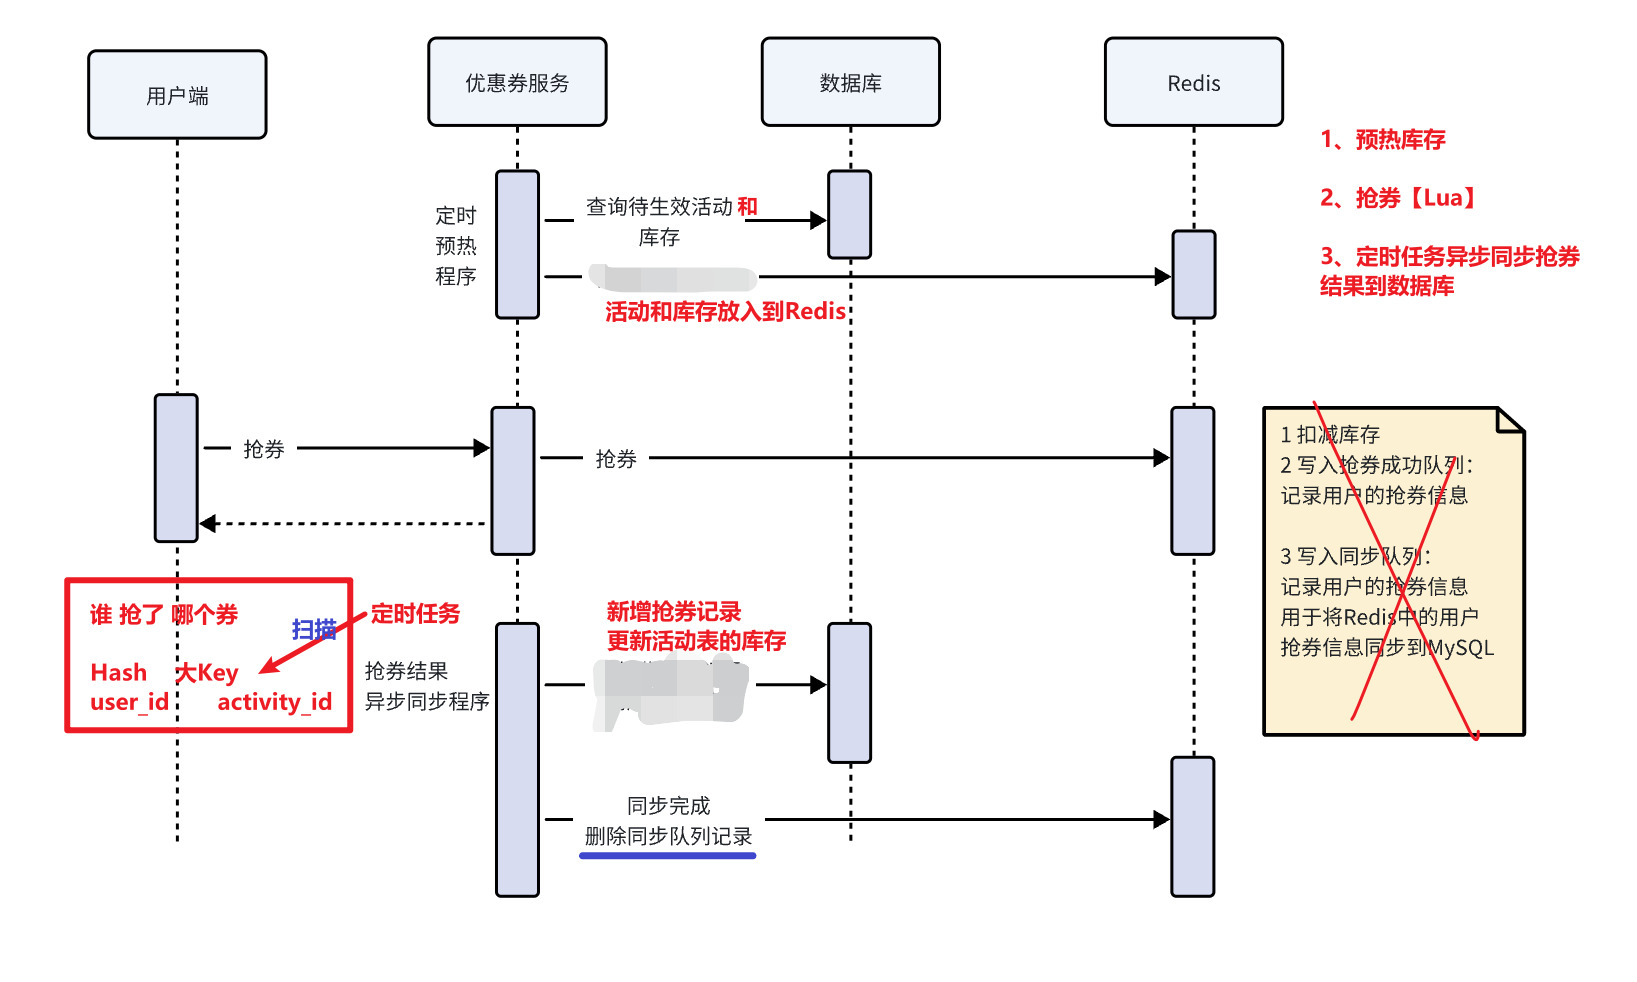 用户端
优惠券服务
数据库
Redis
1、预热库存
2、抢券【Lua】
3、定时任务异步同步抢券
结果到数据库
定时
预热
程序
查询待生效活动 和
库存
活动和库存放入到Redis
抢券
抢券
1 扣减库存
2 写入抢券成功队列：
记录用户的抢券信息
3 写入同步队列：
记录用户的抢券信息
用于将Redis中的用户
抢券信息同步到MySQL
谁 抢了 哪个券
扫描
定时任务
Hash 大Key
user_id activity_id
抢券结果
异步同步程序
新增抢券记录
更新活动表的库存
同步完成
删除同步队列记录